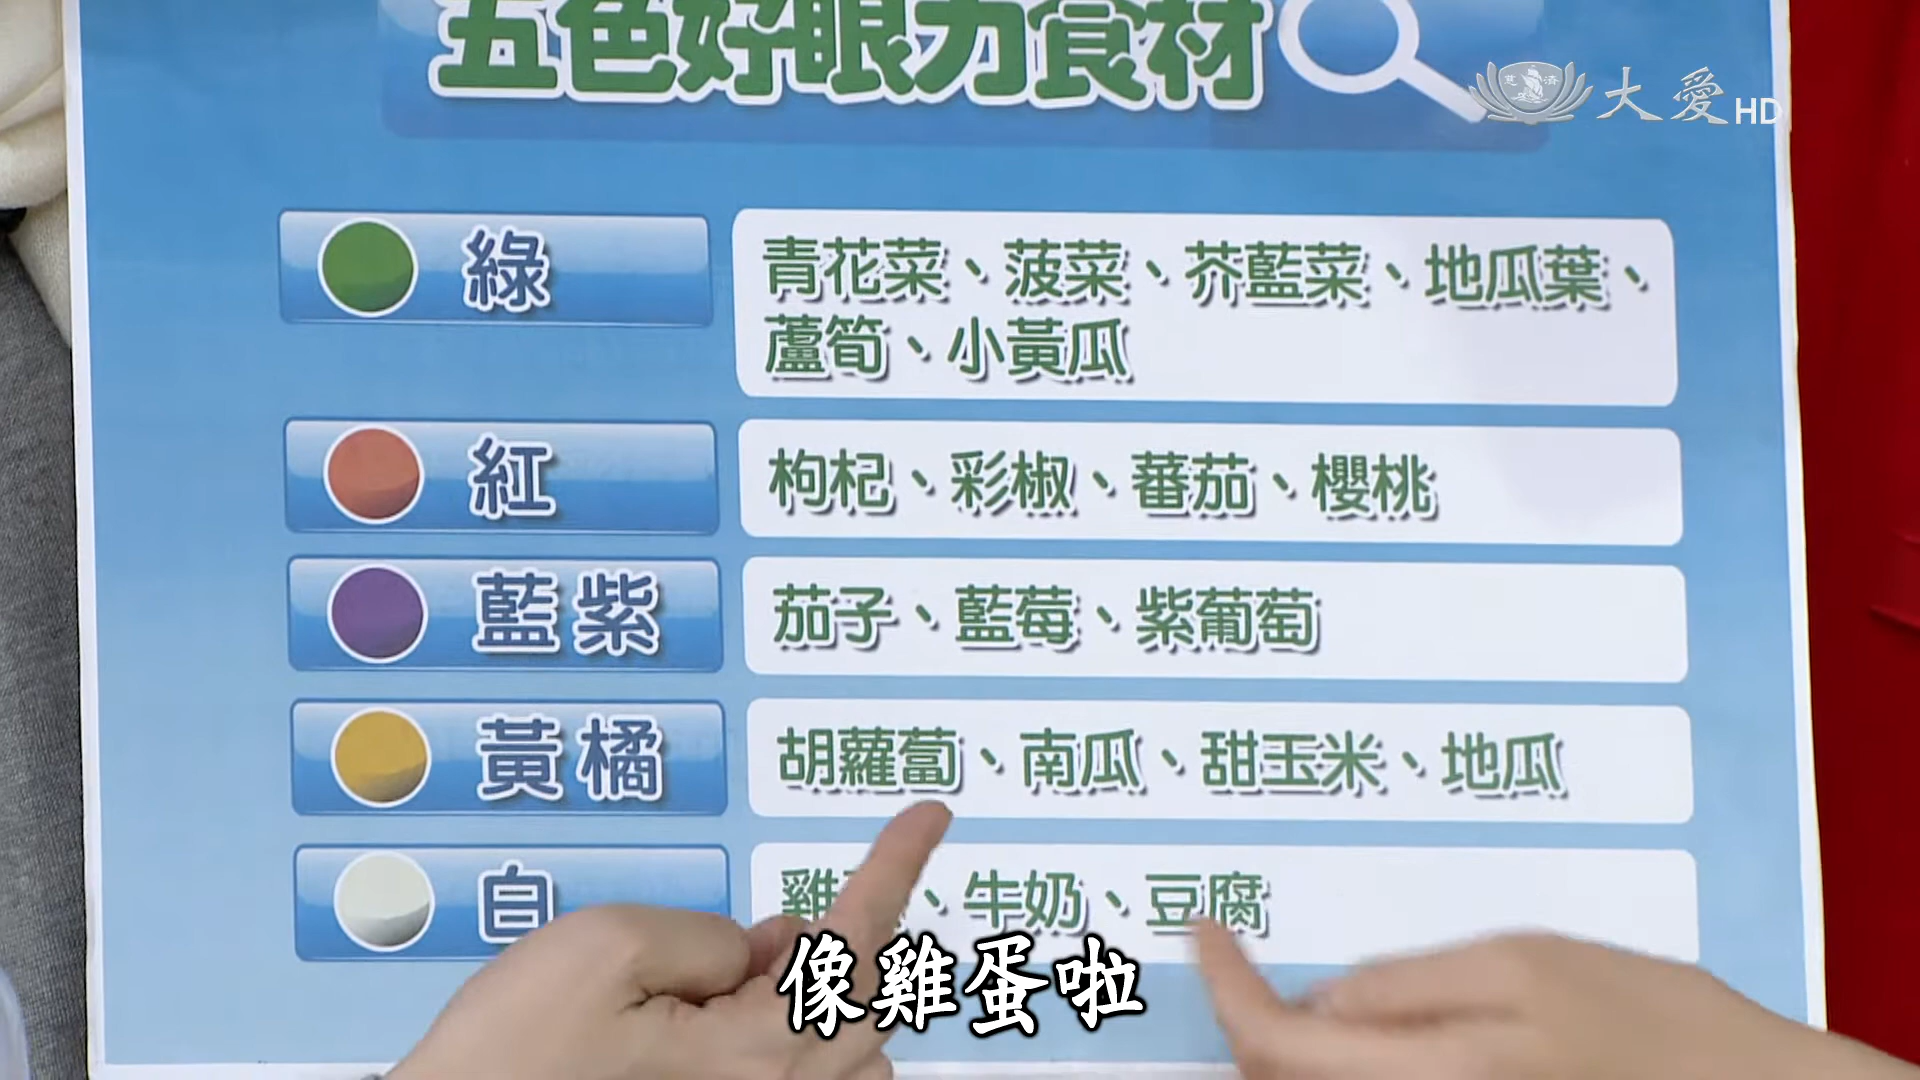 五色好眼力食材
大愛HD
綠
青花菜、菠菜、芥藍菜、地瓜葉、
蘆筍、小黃瓜
紅
枸杞、彩椒、蕃茄、櫻桃
藍紫
茄子、藍莓、紫葡萄
黃橘
胡蘿蔔、南瓜、甜玉米、地瓜
白
雞、牛奶、豆腐
像雞蛋啦